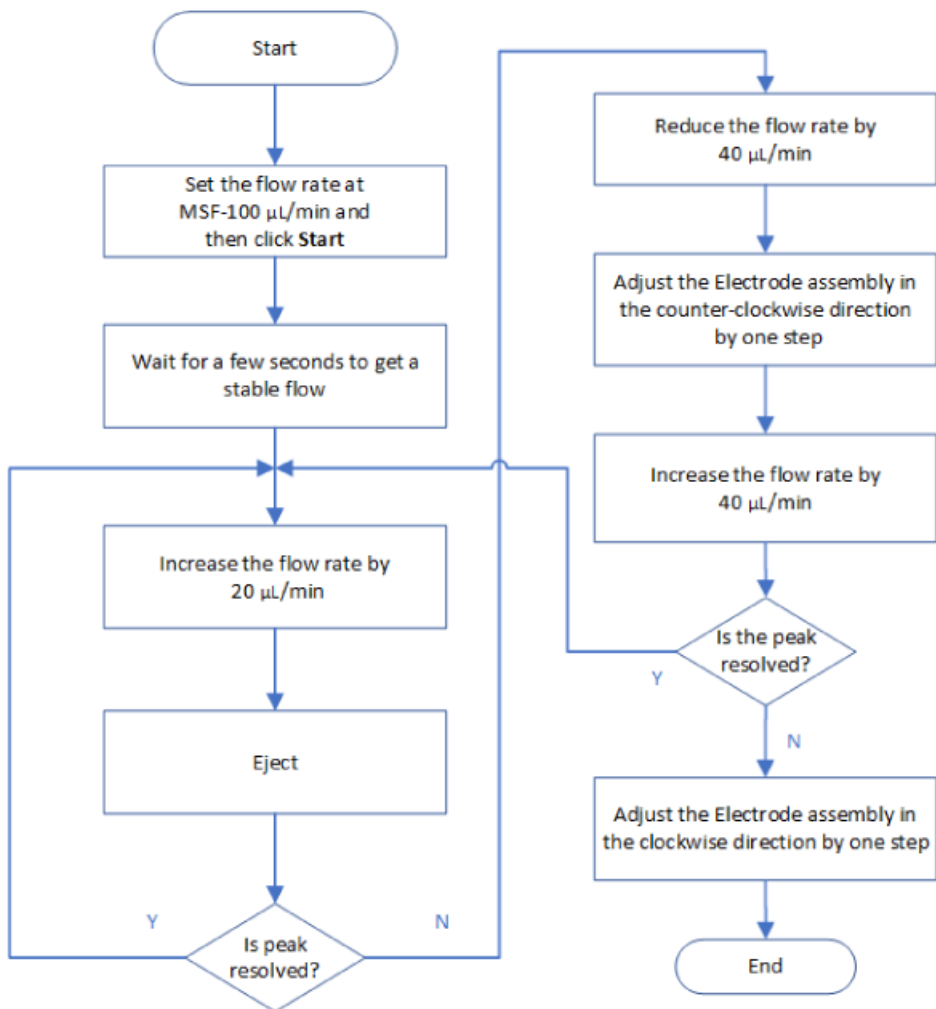 Start
Set the flow rate at
MSF-100 µL/min and
then click Start
Wait for a few seconds to get a
stable flow
Increase the flow rate by
20 µL/min
Eject
Y
N
Is peak
resolved?
Reduce the flow rate by
40 µL/min
Adjust the Electrode assembly in
the counter-clockwise direction
by one step
Increase the flow rate by
40 µL/min
Is the peak
resolved?
Y
N
Adjust the Electrode assembly in
the clockwise direction by one step
End